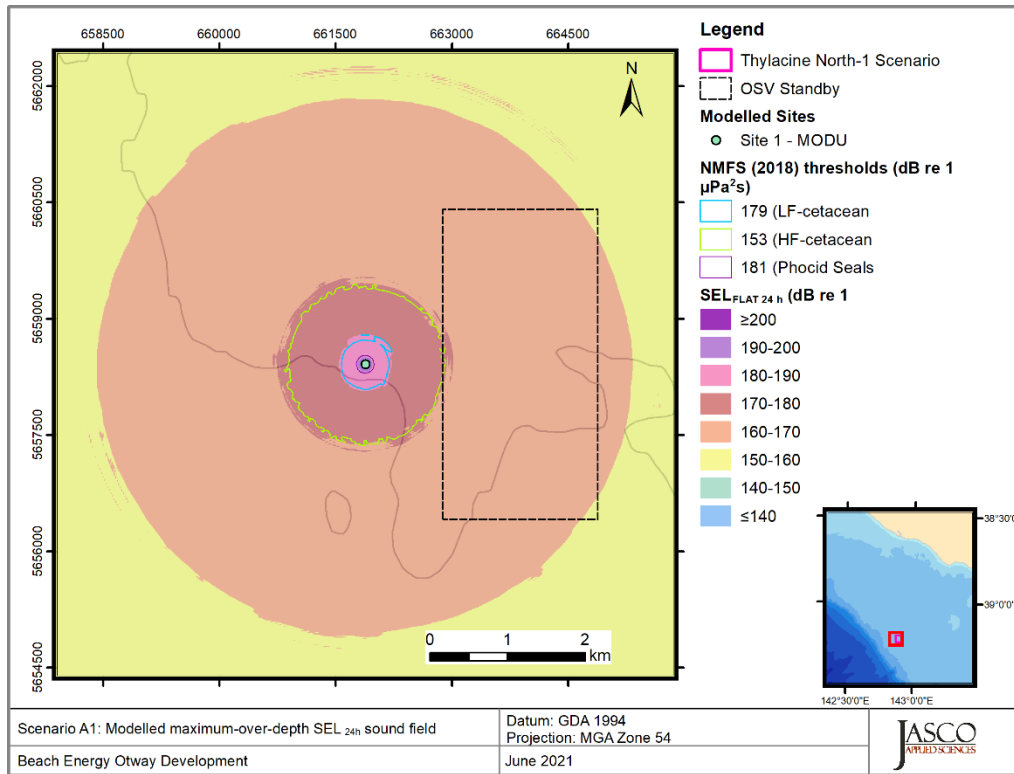 658500 660000 661500 663000 664500
5662000
5660500
5659000
5657500
5656000
5654500
N
0 1 2
km
Legend
Thylacine North-1 Scenario
OSV Standby
Modelled Sites
Site 1 - MODU
NMFS (2018) thresholds (dB re 1
µPa²s)
179 (LF-cetacean
153 (HF-cetacean
181 (Phocid Seals
SELFLAT 24 h (dB re 1
≥200
190-200
180-190
170-180
160-170
150-160
140-150
≤140
38°30'
39°0'0
142°30'0"E 143°0'0"E
Scenario A1: Modelled maximum-over-depth SEL 24h sound field
Datum: GDA 1994
Projection: MGA Zone 54
Beach Energy Otway Development
June 2021
JASCO
APPLIED SCIENCES